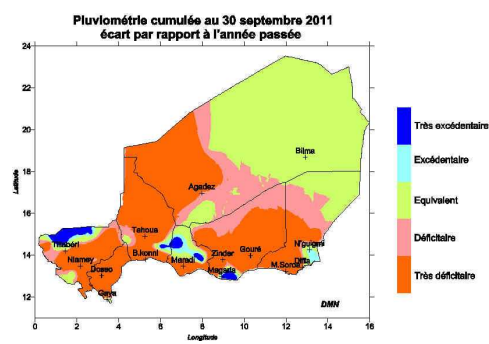 Pluviométrie cumulée au 30 septembre 2011
écart par rapport à l'année passée
24
22
20
18
16
14
12
Latitude
Bilma
Agadez
Tahoua
Tillabéri
N'guigmi
B.konni
Zinder
Gouré
Niamey
Maradi
M.Soroa
Diffa
Dosso
Magaria
Gaya
DMN
0 2 4 6 8 10 12 14 16
Longitude
Très excédentaire
Excédentaire
Equivalent
Déficitaire
Très déficitaire